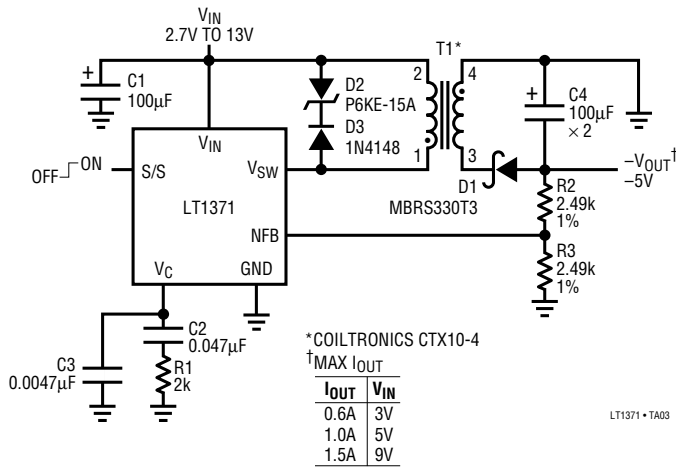 V_IN
2.7V TO 13V
+
C1
100µF
D2
P6KE-15A
D3
1N4148
T1*
2
4
1
3
+
C4
100µF
× 2
V_IN
OFF
ON
S/S
V_SW
LT1371
NFB
V_C
GND
D1
MBRS330T3
–V_OUT†
–5V
R2
2.49k
1%
R3
2.49k
1%
C2
0.047µF
C3
0.0047µF
R1
2k
*COILTRONICS CTX10-4
†MAX I_OUT
I_OUT V_IN
0.6A 3V
1.0A 5V
1.5A 9V
LT1371 • TA03